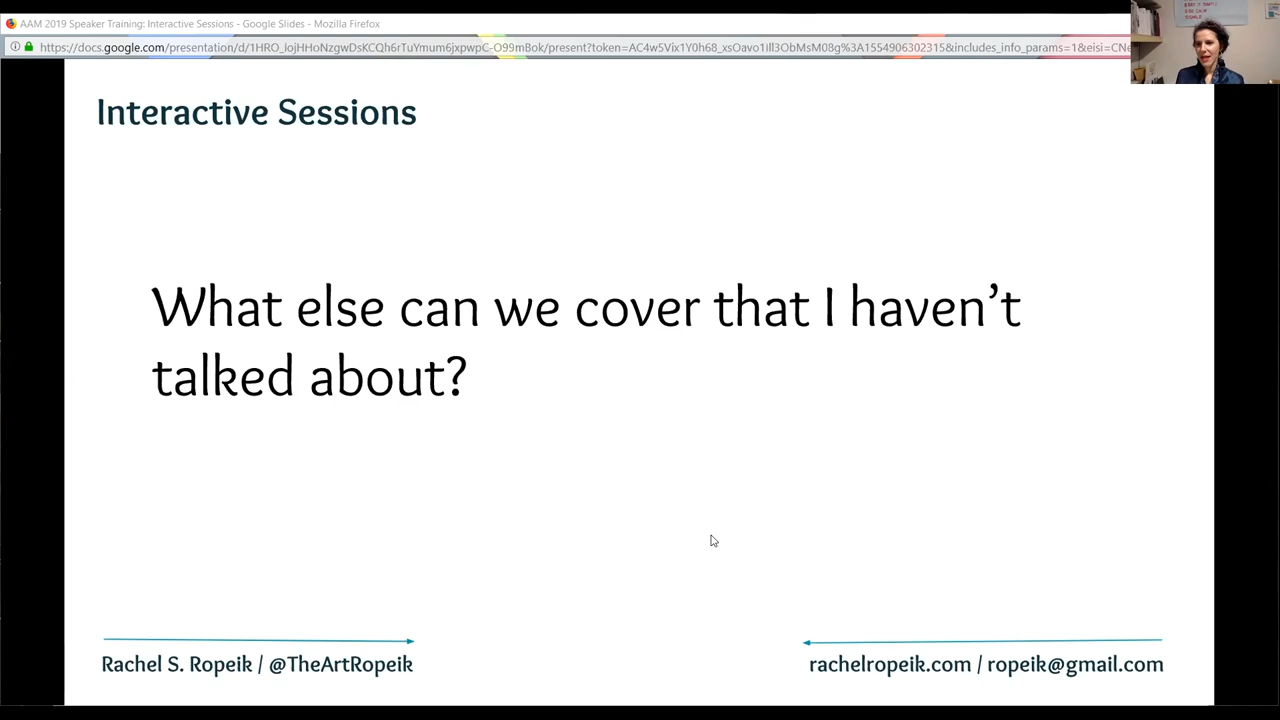 AAM 2019 Speaker Training: Interactive Sessions - Google Slides - Mozilla Firefox
Interactive Sessions
What else can we cover that I haven't
talked about?
Rachel S. Ropeik / @TheArtRopeik
rachelropeik.com / ropeik@gmail.com